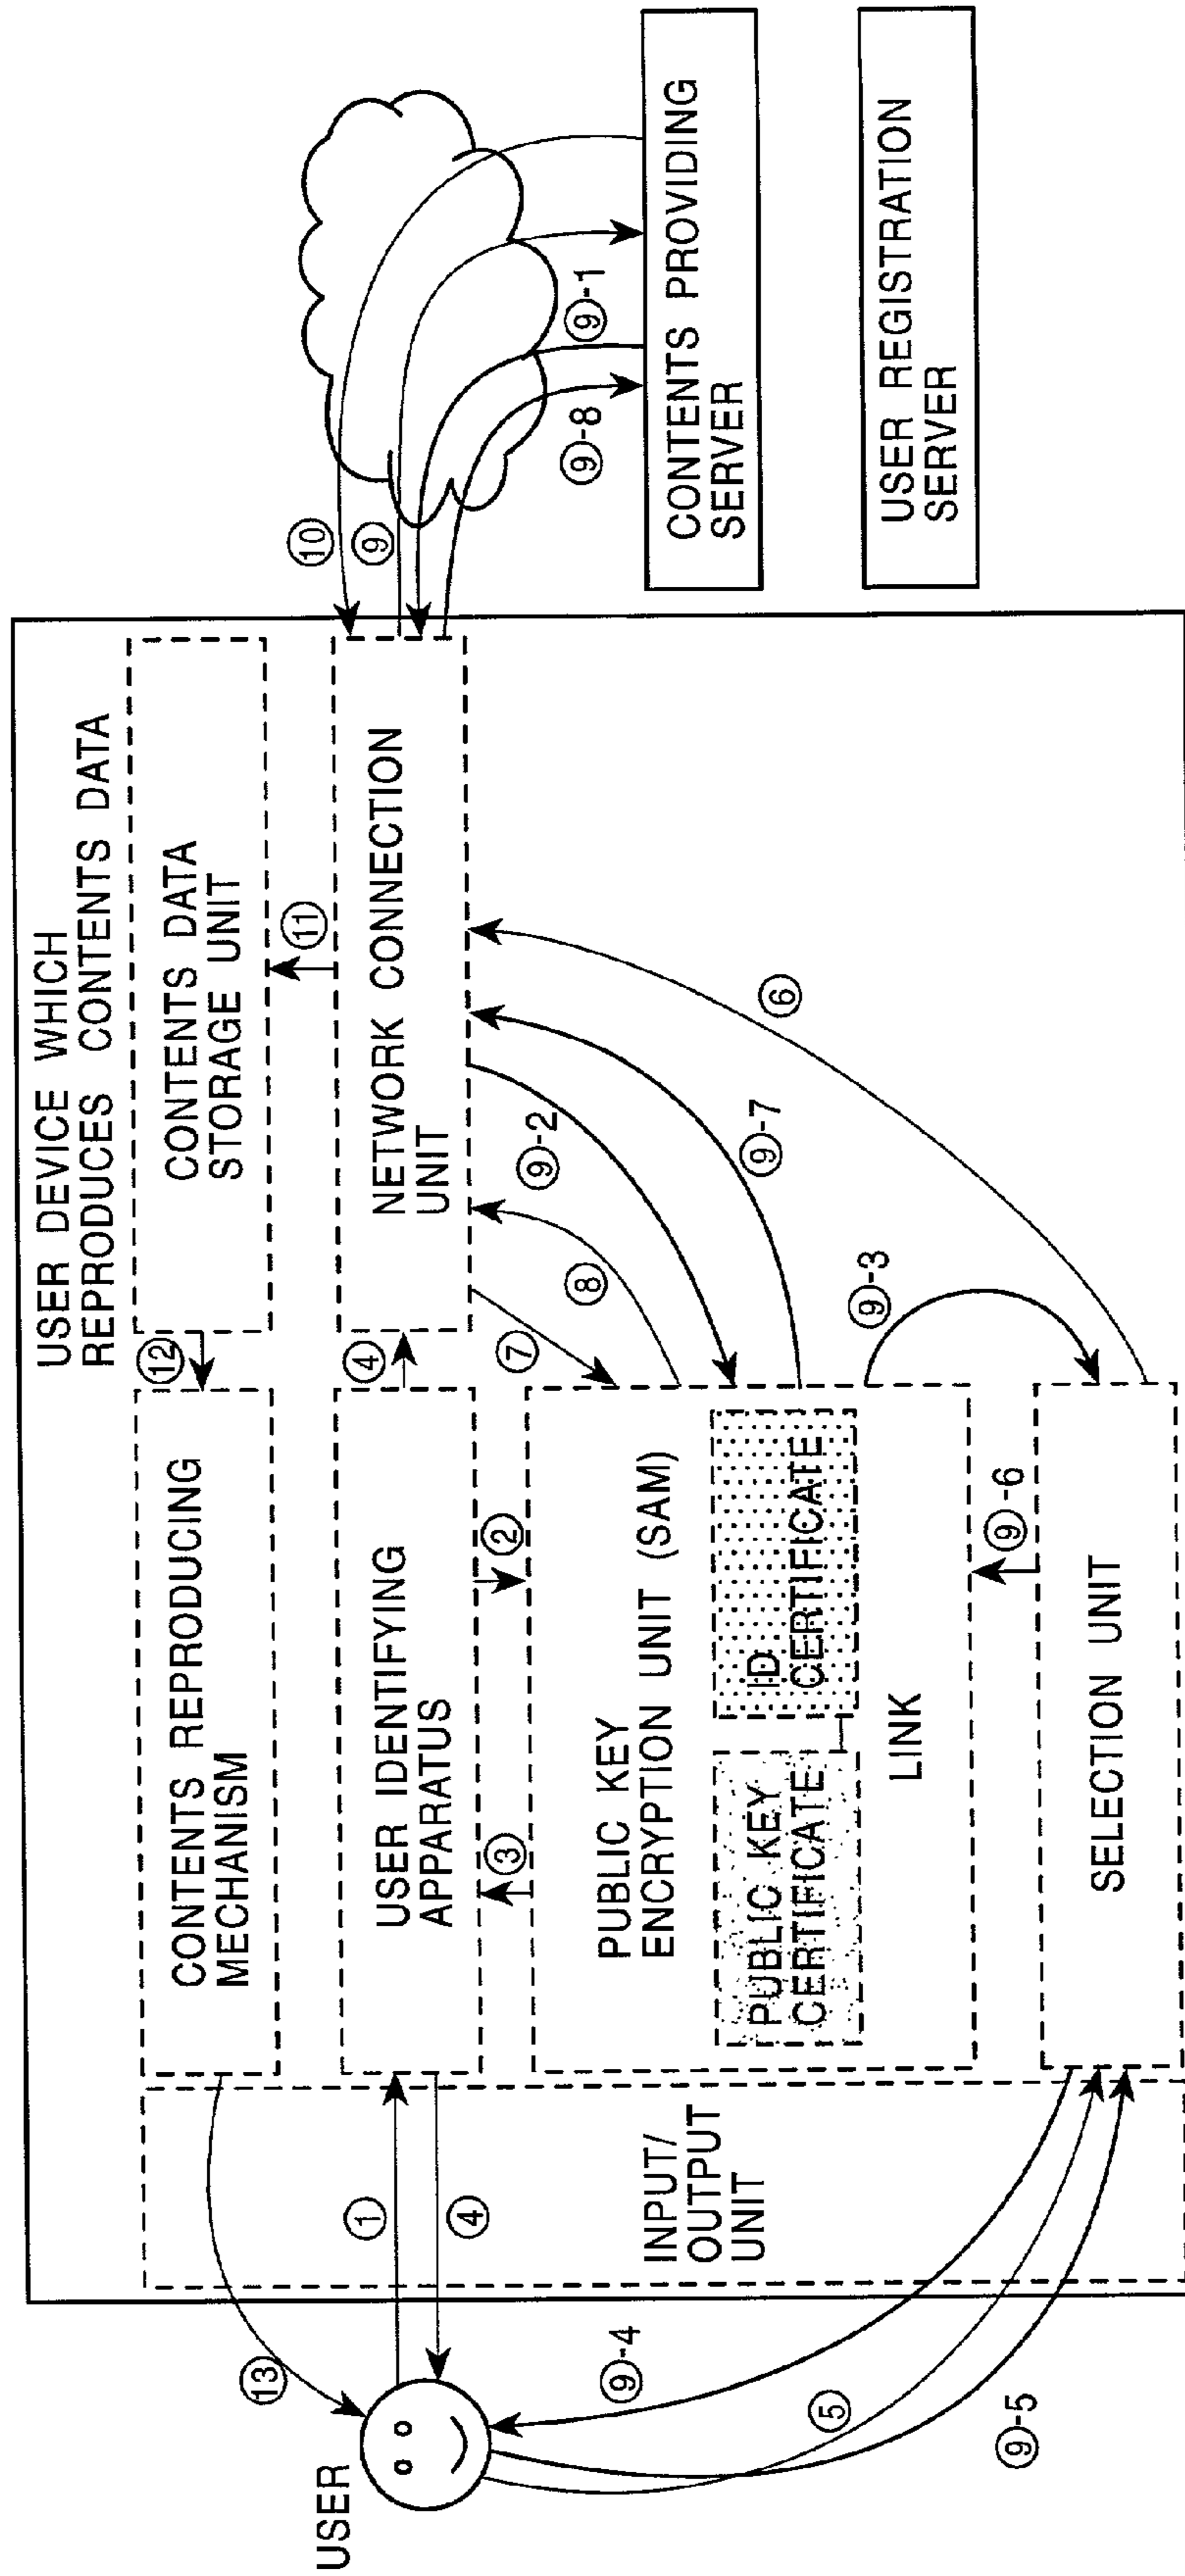 USER DEVICE WHICH
REPRODUCES CONTENTS DATA
USER
⑬
①
④
⑨-4
⑤
⑨-5
INPUT/
OUTPUT
UNIT
CONTENTS REPRODUCING
MECHANISM
⑫
CONTENTS DATA
STORAGE UNIT
⑪
USER IDENTIFYING
APPARATUS
④
NETWORK CONNECTION
UNIT
③
②
⑦
⑧
⑨-2
⑨-7
⑥
PUBLIC KEY
ENCRYPTION UNIT (SAM)
PUBLIC KEY
CERTIFICATE
ID
CERTIFICATE
LINK
⑨-3
⑨-6
SELECTION UNIT
⑩
⑨
⑨-8
⑨-1
CONTENTS PROVIDING
SERVER
USER REGISTRATION
SERVER